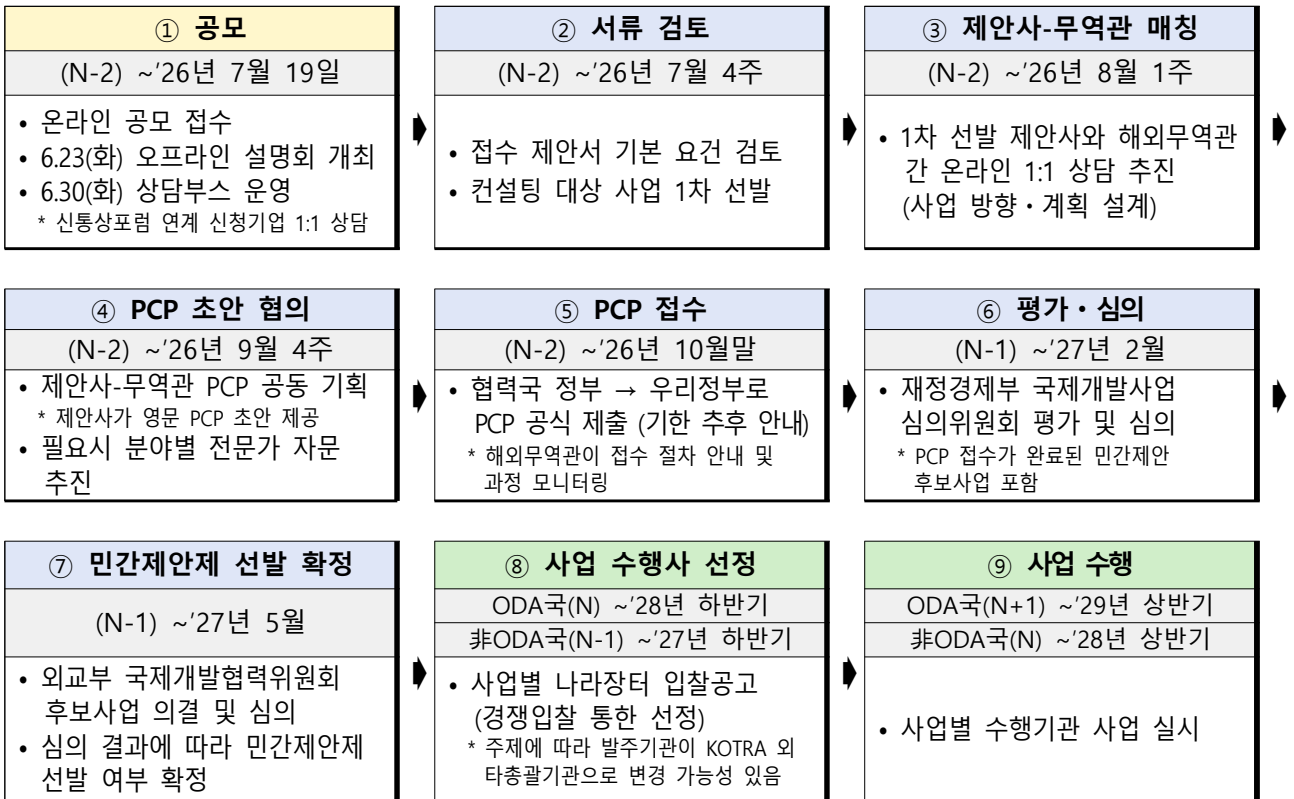 ① 공모
(N-2) ~’26년 7월 19일
• 온라인 공모 접수
• 6.23(화) 오프라인 설명회 개최
• 6.30(화) 상담부스 운영
* 신통상포럼 연계 신청기업 1:1 상담
② 서류 검토
(N-2) ~’26년 7월 4주
• 접수 제안서 기본 요건 검토
• 컨설팅 대상 사업 1차 선발
③ 제안사-무역관 매칭
(N-2) ~’26년 8월 1주
• 1차 선발 제안사와 해외무역관
간 온라인 1:1 상담 추진
(사업 방향・계획 설계)
④ PCP 초안 협의
(N-2) ~’26년 9월 4주
• 제안사-무역관 PCP 공동 기획
* 제안사가 영문 PCP 초안 제공
• 필요시 분야별 전문가 자문
추진
⑤ PCP 접수
(N-2) ~’26년 10월말
• 협력국 정부 → 우리정부로
PCP 공식 제출 (기한 추후 안내)
* 해외무역관이 접수 절차 안내 및
과정 모니터링
⑥ 평가・심의
(N-1) ~’27년 2월
• 재정경제부 국제개발사업
심의위원회 평가 및 심의
* PCP 접수가 완료된 민간제안
후보사업 포함
⑦ 민간제안제 선발 확정
(N-1) ~’27년 5월
• 외교부 국제개발협력위원회
후보사업 의결 및 심의
• 심의 결과에 따라 민간제안제
선발 여부 확정
⑧ 사업 수행사 선정
ODA국(N) ~’28년 하반기
非ODA국(N-1) ~’27년 하반기
• 사업별 나라장터 입찰공고
(경쟁입찰 통한 선정)
* 주제에 따라 발주기관이 KOTRA 외
타총괄기관으로 변경 가능성 있음
⑨ 사업 수행
ODA국(N+1) ~’29년 상반기
非ODA국(N) ~’28년 상반기
• 사업별 수행기관 사업 실시